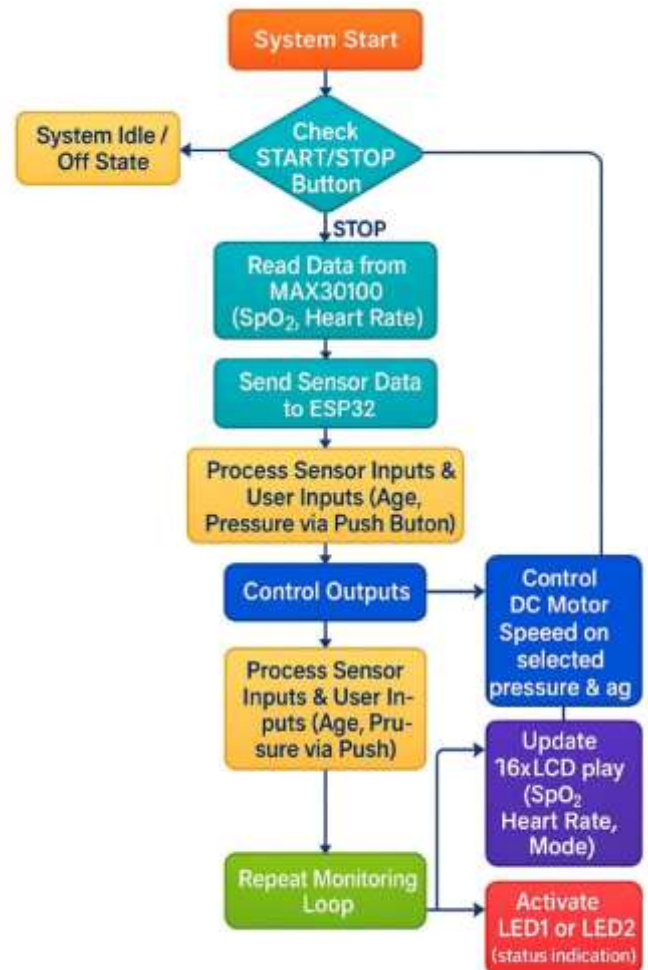 System Start
System Idle /
Off State
Check
START/STOP
Button
STOP
Read Data from
MAX30100
(SpO₂, Heart Rate)
Send Sensor Data
to ESP32
Process Sensor Inputs &
User Inputs (Age,
Pressure via Push Buton)
Control Outputs
Control
DC Motor
Speeed on
selected
pressure & ag
Process Sensor
Inputs & User In-
puts (Age, Pru-
sure via Push)
Update
16xLCD play
(SpO₂
Heart Rate,
Mode)
Repeat Monitoring
Loop
Activate
LED1 or LED2
(status indication)